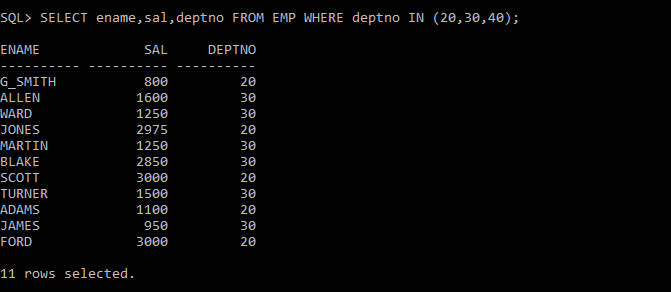 SQL> SELECT ename,sal,deptno FROM EMP WHERE deptno IN (20,30,40);
ENAME             SAL     DEPTNO
---------- ---------- ----------
G_SMITH           800         20
ALLEN            1600         30
WARD             1250         30
JONES            2975         20
MARTIN           1250         30
BLAKE            2850         30
SCOTT            3000         20
TURNER           1500         30
ADAMS            1100         20
JAMES             950         30
FORD             3000         20
11 rows selected.